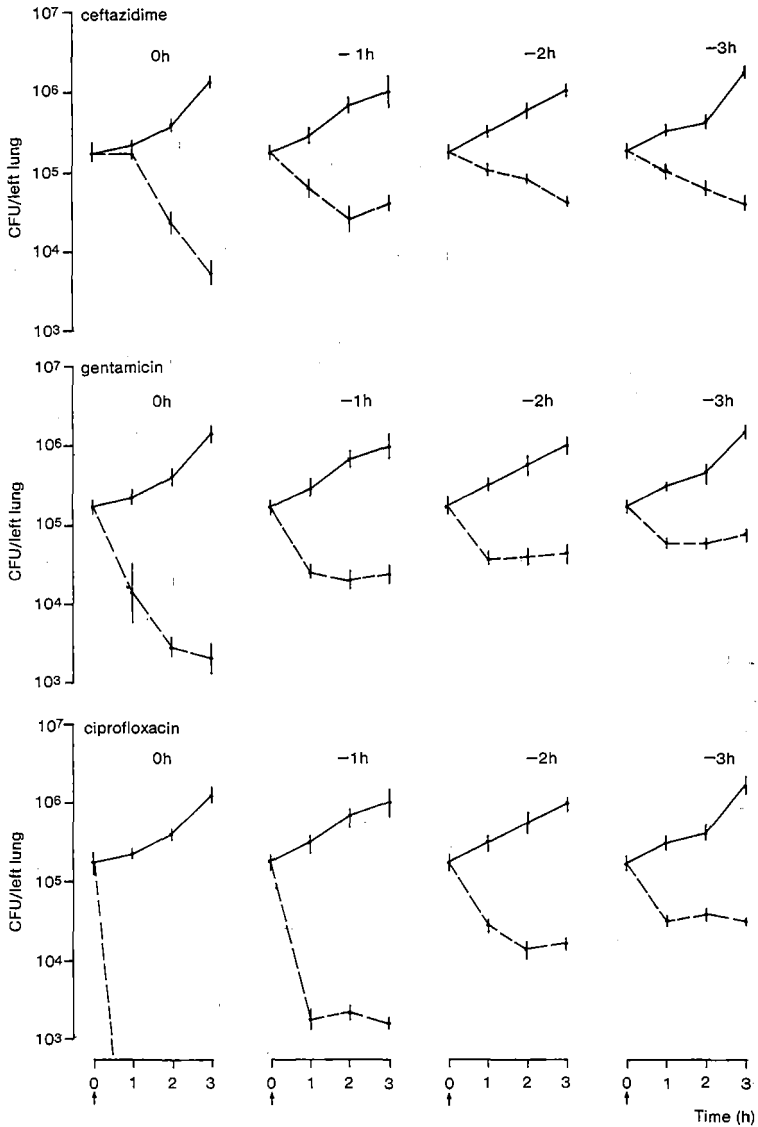 10⁷
ceftazidime
0h
−1h
−2h
−3h
10⁶
10⁵
10⁴
10³
CFU/left lung
10⁷
gentamicin
0h
−1h
−2h
−3h
10⁶
10⁵
10⁴
10³
CFU/left lung
10⁷
ciprofloxacin
0h
−1h
−2h
−3h
10⁶
10⁵
10⁴
10³
CFU/left lung
0 1 2 3 0 1 2 3 0 1 2 3 0 1 2 3
Time (h)